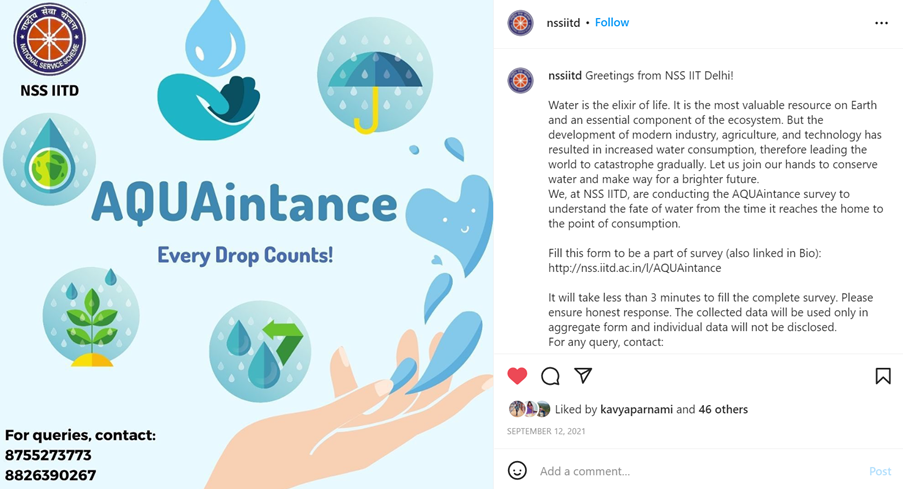 राष्ट्रीय सेवा योजना
NATIONAL SERVICE SCHEME
NSS IITD
AQUAintance
Every Drop Counts!
For queries, contact:
8755273773
8826390267
nssiitd • Follow
nssiitd Greetings from NSS IIT Delhi!
Water is the elixir of life. It is the most valuable resource on Earth
and an essential component of the ecosystem. But the
development of modern industry, agriculture, and technology has
resulted in increased water consumption, therefore leading the
world to catastrophe gradually. Let us join our hands to conserve
water and make way for a brighter future.
We, at NSS IITD, are conducting the AQUAintance survey to
understand the fate of water from the time it reaches the home to
the point of consumption.
Fill this form to be a part of survey (also linked in Bio):
http://nss.iitd.ac.in/l/AQUAintance
It will take less than 3 minutes to fill the complete survey. Please
ensure honest response. The collected data will be used only in
aggregate form and individual data will not be disclosed.
For any query, contact:
Liked by kavyaparnami and 46 others
SEPTEMBER 12, 2021
Add a comment...
Post